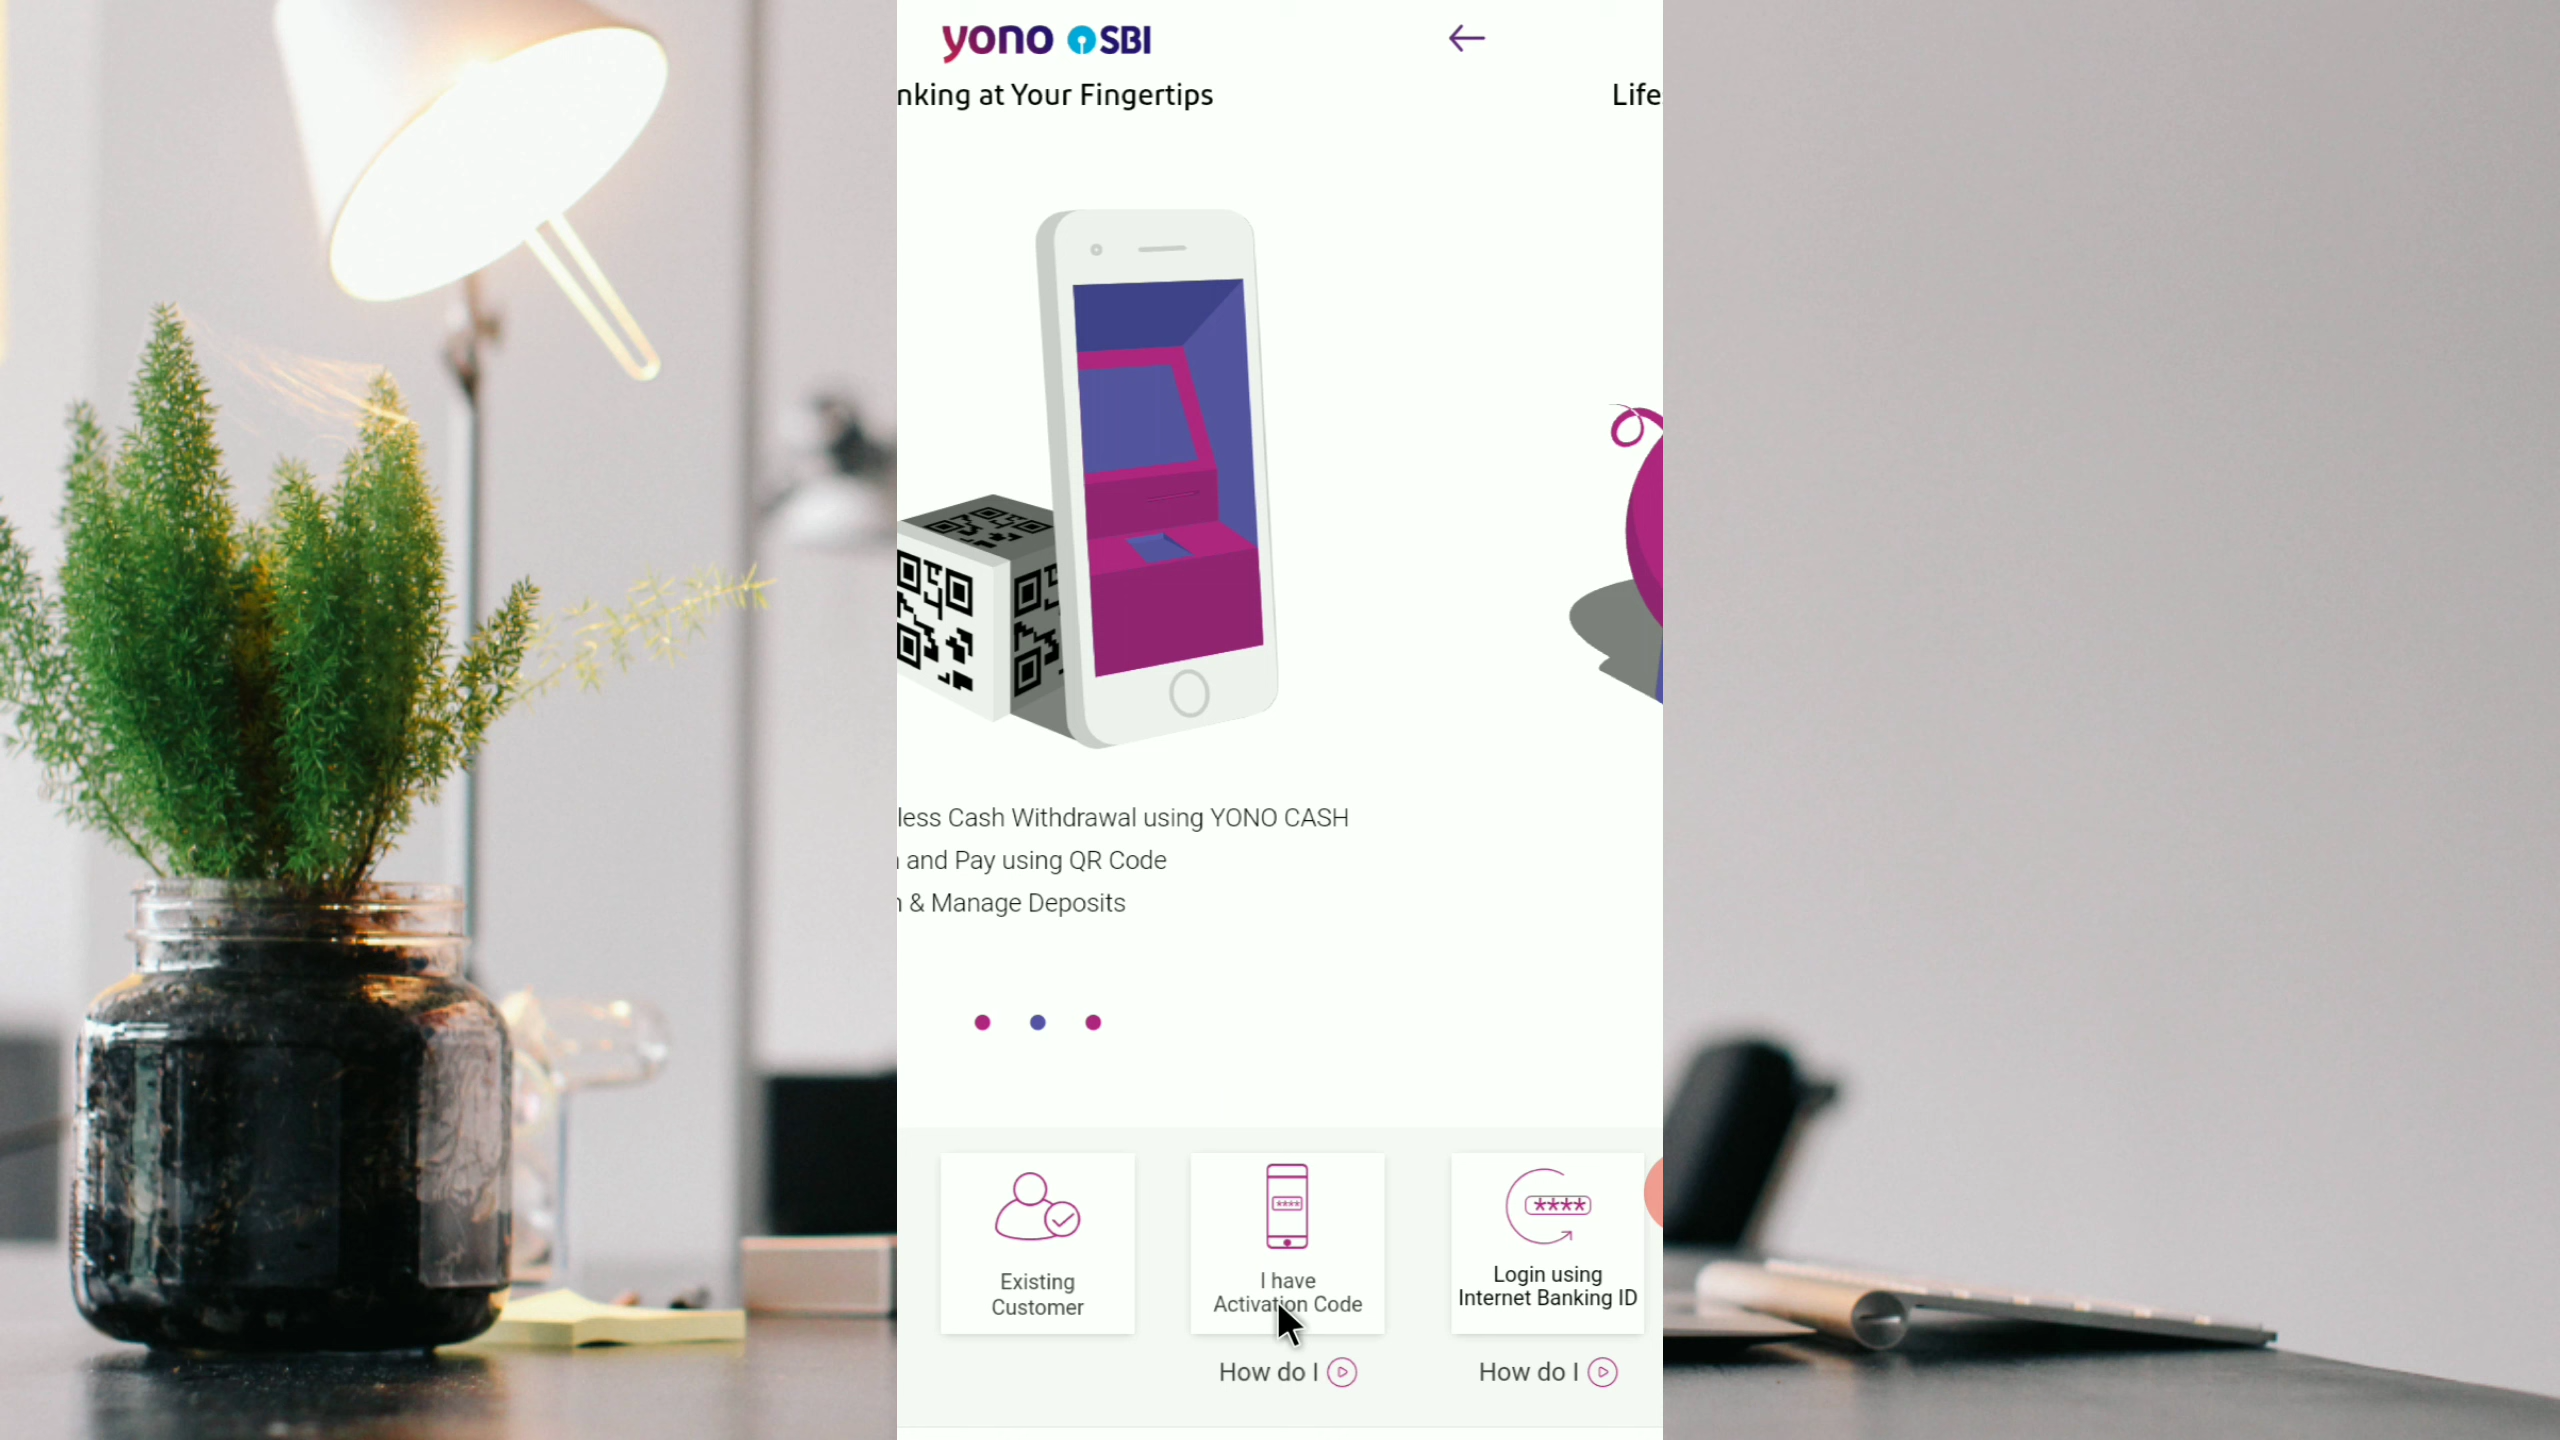 yono SBI
nking at Your Fingertips
Life
less Cash Withdrawal using YONO CASH
and Pay using QR Code
& Manage Deposits
****
****
Existing
Customer
I have
Activation Code
Login using
Internet Banking ID
How do I
How do I